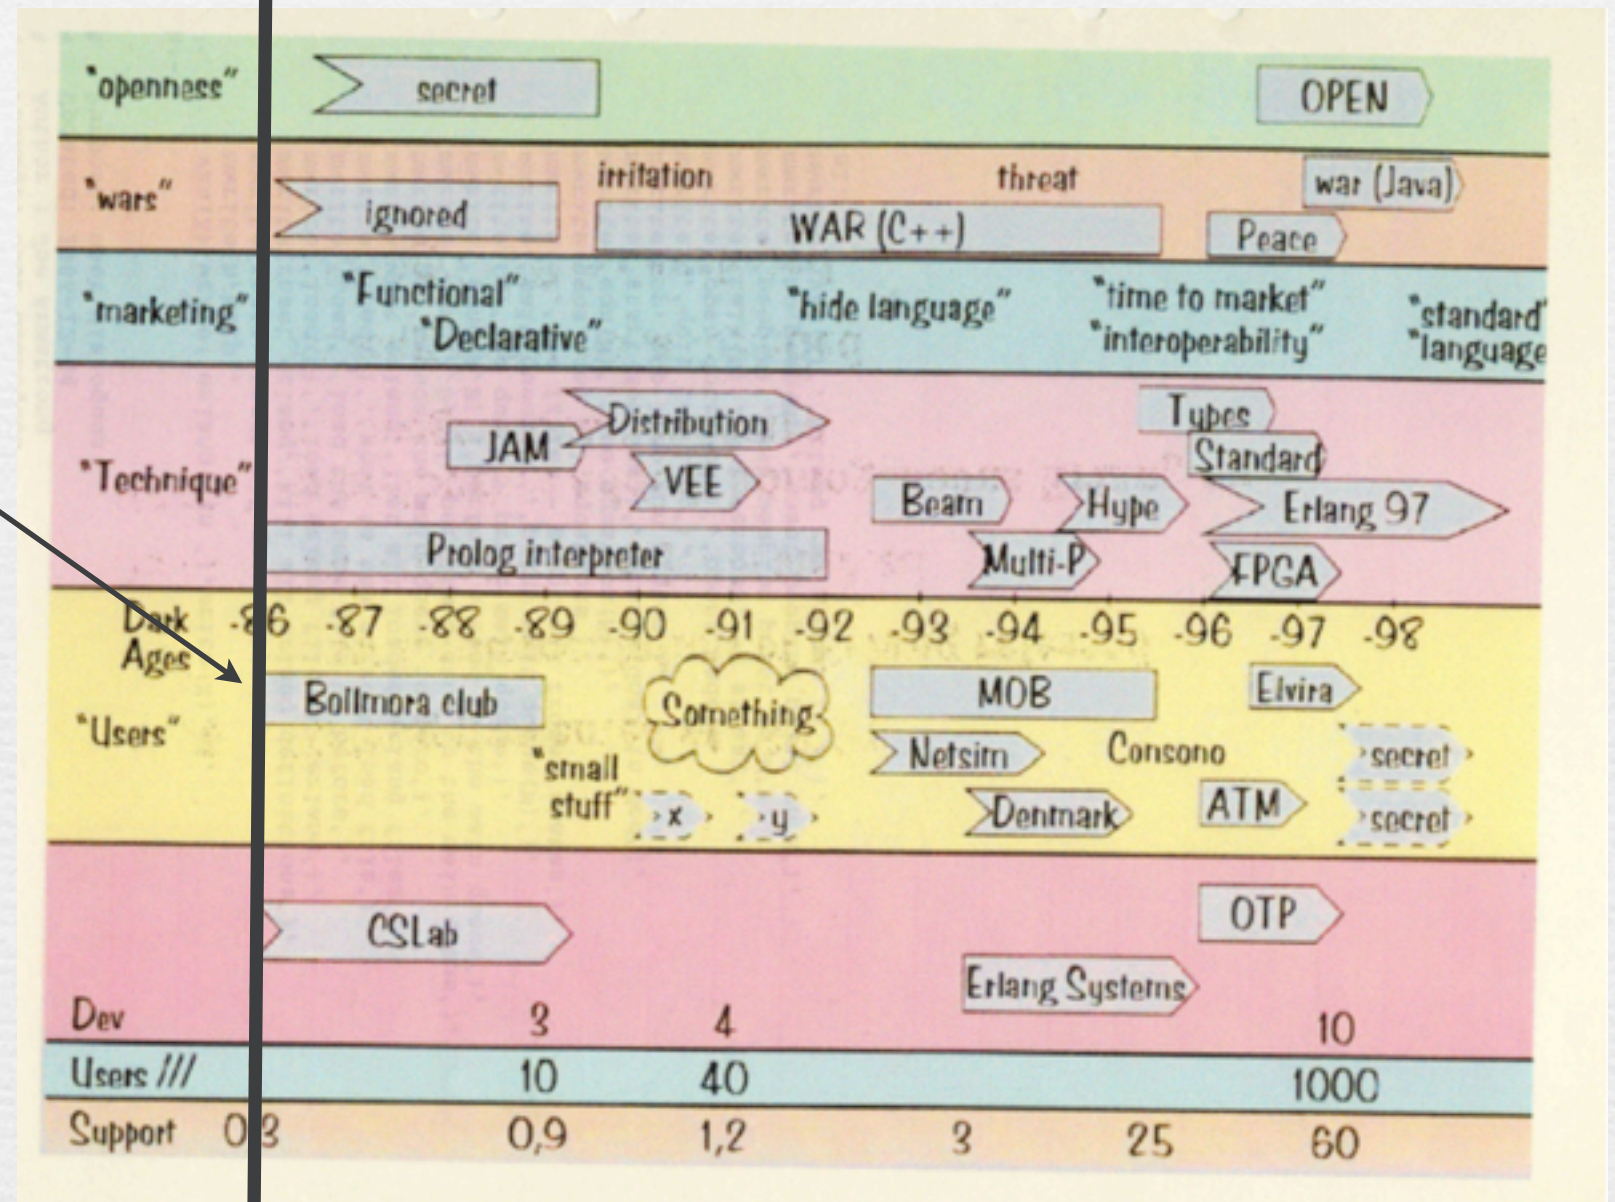 "openness"
secret
OPEN
irritation
threat
war (Java)
"wars"
ignored
WAR (C++)
Peace
"marketing"
"Functional"
"Declarative"
"hide language"
"time to market"
"interoperability"
"standard"
"language
Distribution
Types
JAM
Standard
"Technique"
VEE
Beam
Hype
Erlang 97
Prolog interpreter
Multi-P
FPGA
Dark
Ages
-86 -87 -88 -89 -90 -91 -92 -93 -94 -95 -96 -97 -98
Bollmora club
Something
MOB
Elvira
"Users"
"small
stuff"
Netsim
Consono
secret
x
y
Denmark
ATM
secret
CSLab
OTP
Erlang Systems
Dev 3 4 10
Users /// 10 40 1000
Support 0,3 0,9 1,2 3 25 60